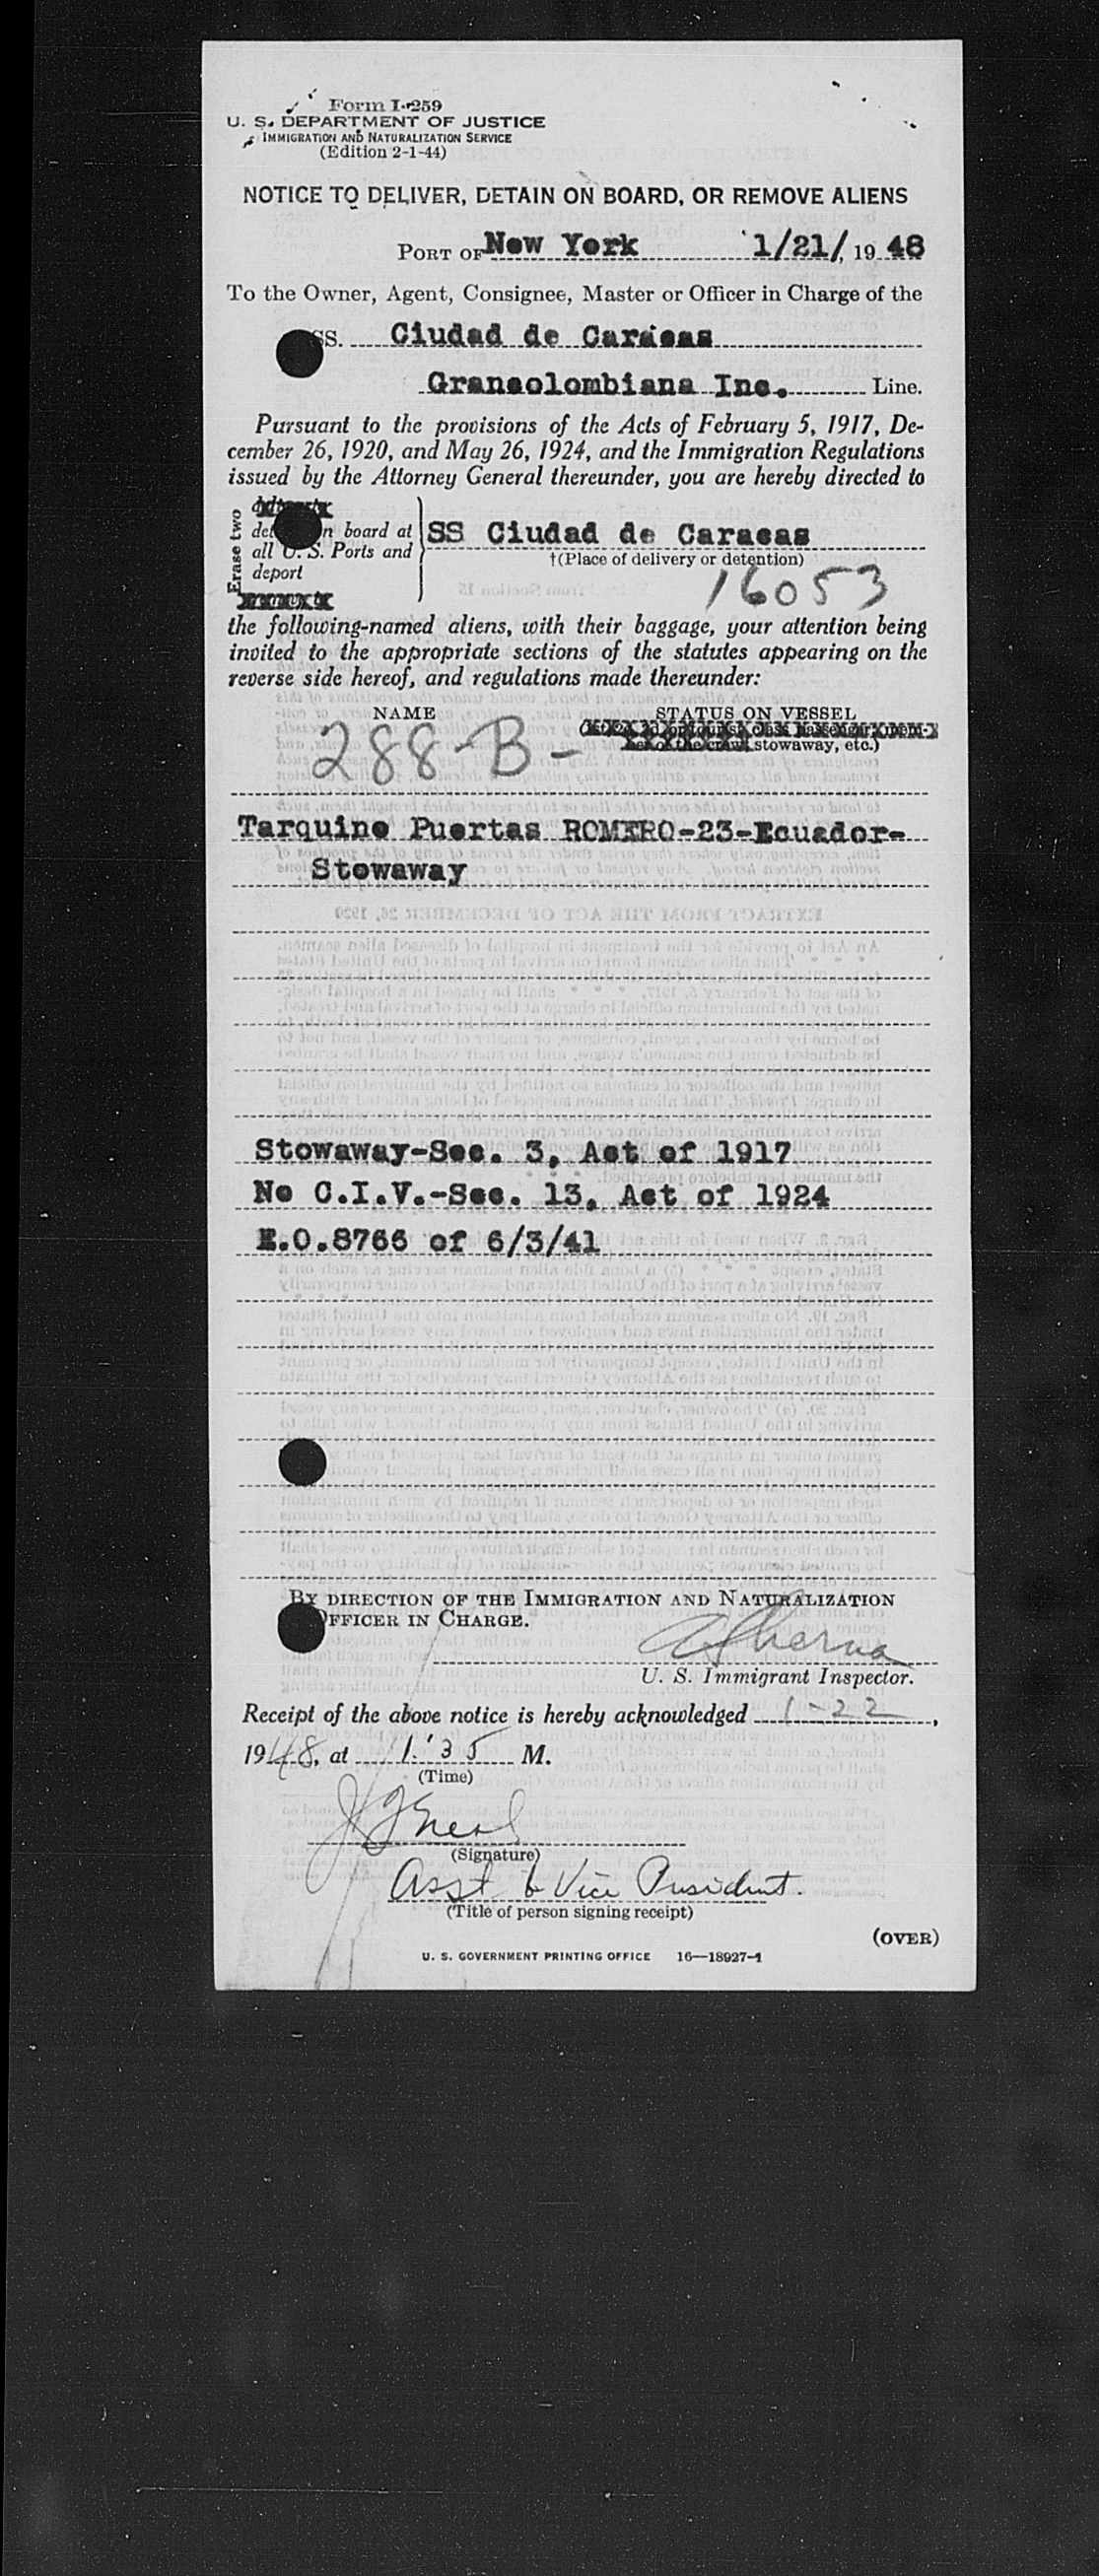 Form I-259
U. S. DEPARTMENT OF JUSTICE
IMMIGRATION AND NATURALIZATION SERVICE
(Edition 2-1-44)
NOTICE TO DELIVER, DETAIN ON BOARD, OR REMOVE ALIENS
PORT OF New York 1/21/, 19 48
To the Owner, Agent, Consignee, Master or Officer in Charge of the
SS. Ciudad de Caracas
Grancolombiana Inc. Line.
Pursuant to the provisions of the Acts of February 5, 1917, De-
cember 26, 1920, and May 26, 1924, and the Immigration Regulations
issued by the Attorney General thereunder, you are hereby directed to
Erase two
board at
all U. S. Ports and
deport
SS Ciudad de Caracas
†(Place of delivery or detention)
16053
the following-named aliens, with their baggage, your attention being
invited to the appropriate sections of the statutes appearing on the
reverse side hereof, and regulations made thereunder:
NAME STATUS ON VESSEL
stowaway, etc.)
288-B-
Tarquino Puertas ROMERO-23-Ecuador-
Stowaway
Stowaway-Sec. 3, Act of 1917
No C.I.V.-Sec. 13, Act of 1924
E.O.8766 of 6/3/41
BY DIRECTION OF THE IMMIGRATION AND NATURALIZATION
OFFICER IN CHARGE.
U. S. Immigrant Inspector.
Receipt of the above notice is hereby acknowledged 1-22,
1948, at 1:35 M.
(Time)
(Signature)
Asst to Vice President.
(Title of person signing receipt)
(OVER)
U. S. GOVERNMENT PRINTING OFFICE 16—18927-1